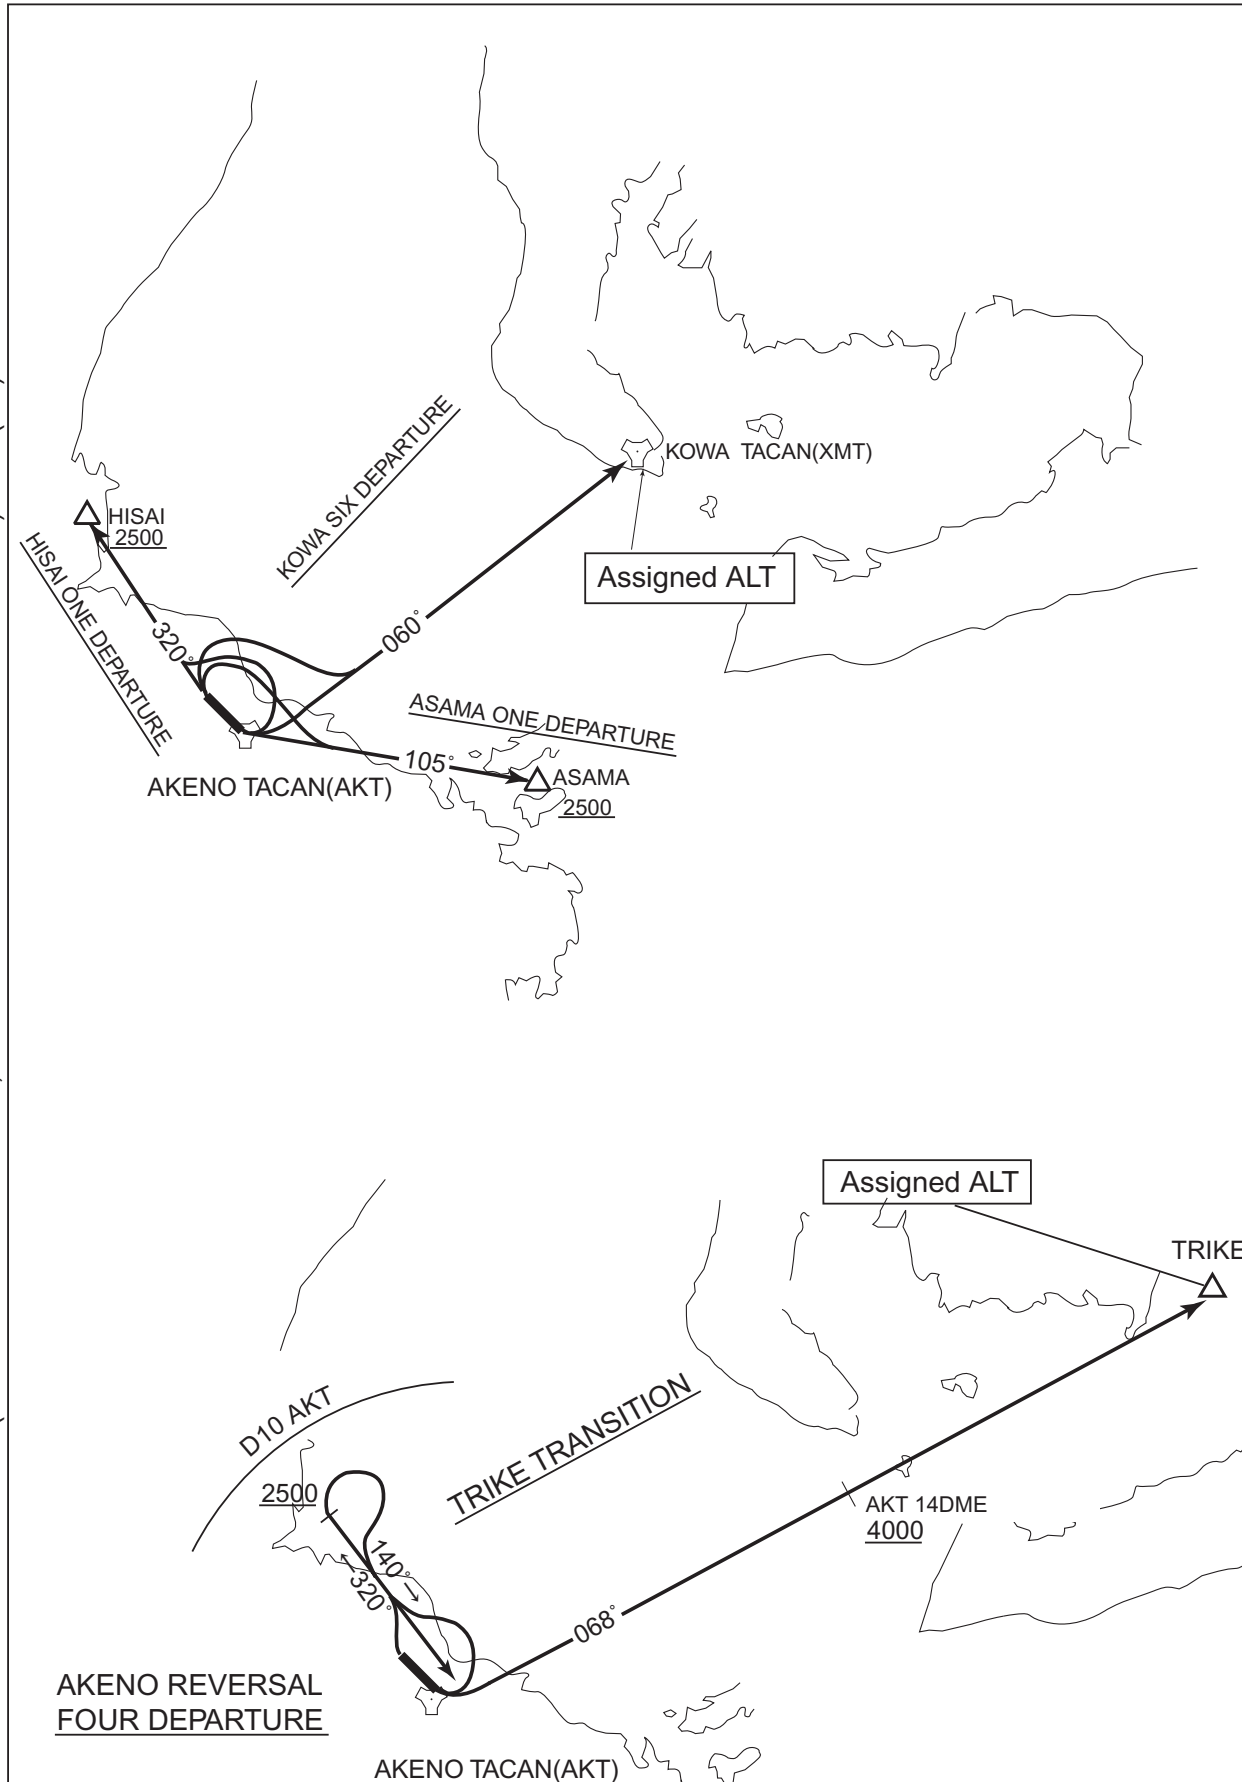 KOWA SIX DEPARTURE
KOWA TACAN(XMT)
HISAI
2500
HISAI ONE DEPARTURE
Assigned ALT
320°
060°
ASAMA ONE DEPARTURE
105°
ASAMA
2500
AKENO TACAN(AKT)
Assigned ALT
TRIKE
D10 AKT
TRIKE TRANSITION
2500
AKT 14DME
4000
140°
320°
068°
AKENO REVERSAL
FOUR DEPARTURE
AKENO TACAN(AKT)